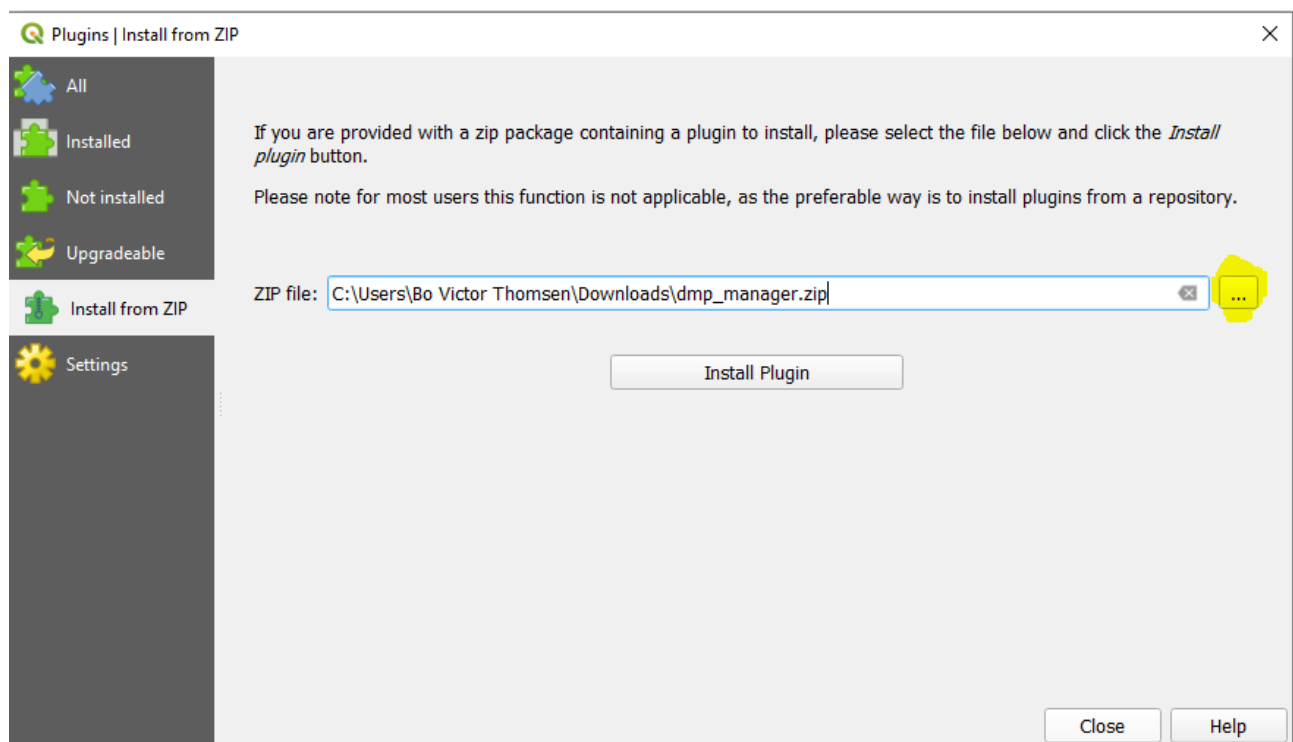 Plugins | Install from ZIP
All
Installed
Not installed
Upgradeable
Install from ZIP
Settings
If you are provided with a zip package containing a plugin to install, please select the file below and click the Install
plugin button.
Please note for most users this function is not applicable, as the preferable way is to install plugins from a repository.
ZIP file: C:\Users\Bo Victor Thomsen\Downloads\dmp_manager.zip ...
Install Plugin
Close Help